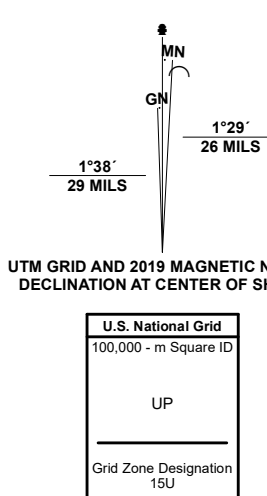 MN
GN
1°29´
26 MILS
1°38´
29 MILS
UTM GRID AND 2019 MAGNETIC N
DECLINATION AT CENTER OF SH
U.S. National Grid
100,000 - m Square ID
UP
Grid Zone Designation
15U